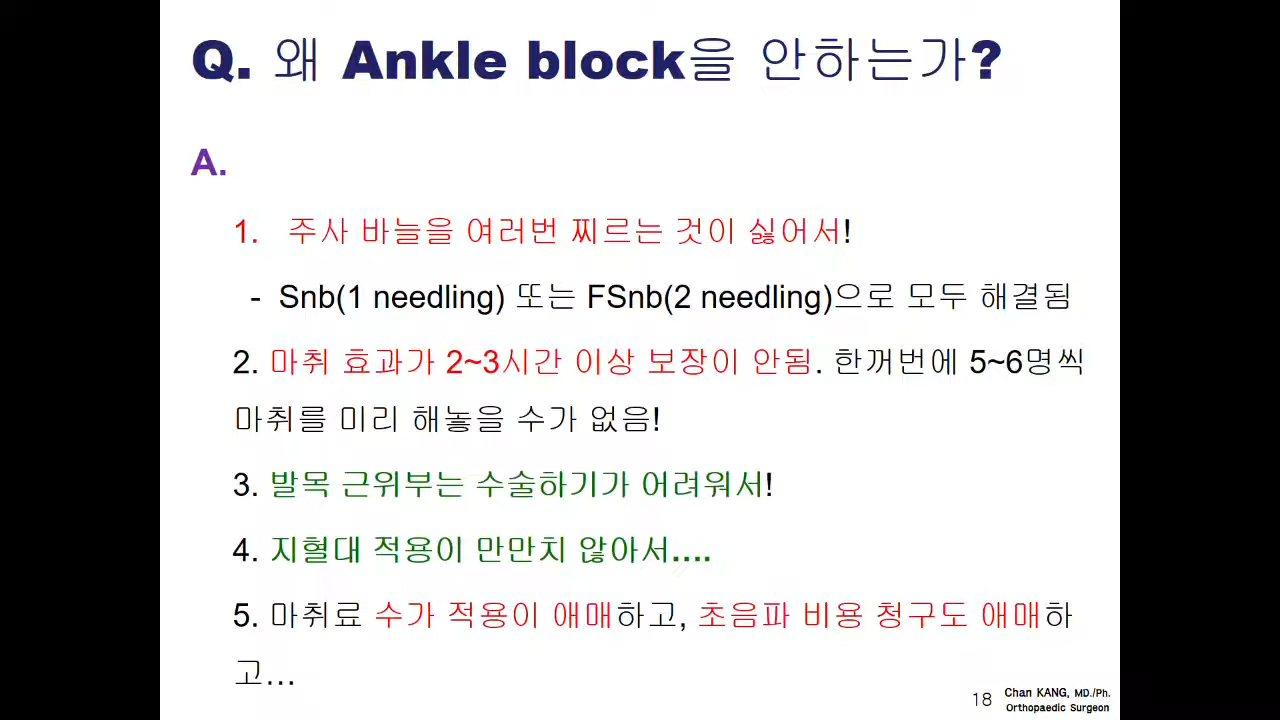 Q. 왜 Ankle block을 안하는가?
A.
1. 주사 바늘을 여러번 찌르는 것이 싫어서!
- Snb(1 needling) 또는 FSnb(2 needling)으로 모두 해결됨
2. 마취 효과가 2~3시간 이상 보장이 안됨. 한꺼번에 5~6명씩
마취를 미리 해놓을 수가 없음!
3. 발목 근위부는 수술하기가 어려워서!
4. 지혈대 적용이 만만치 않아서....
5. 마취료 수가 적용이 애매하고, 초음파 비용 청구도 애매하
고...
18
Chan KANG, MD./Ph.
Orthopaedic Surgeon